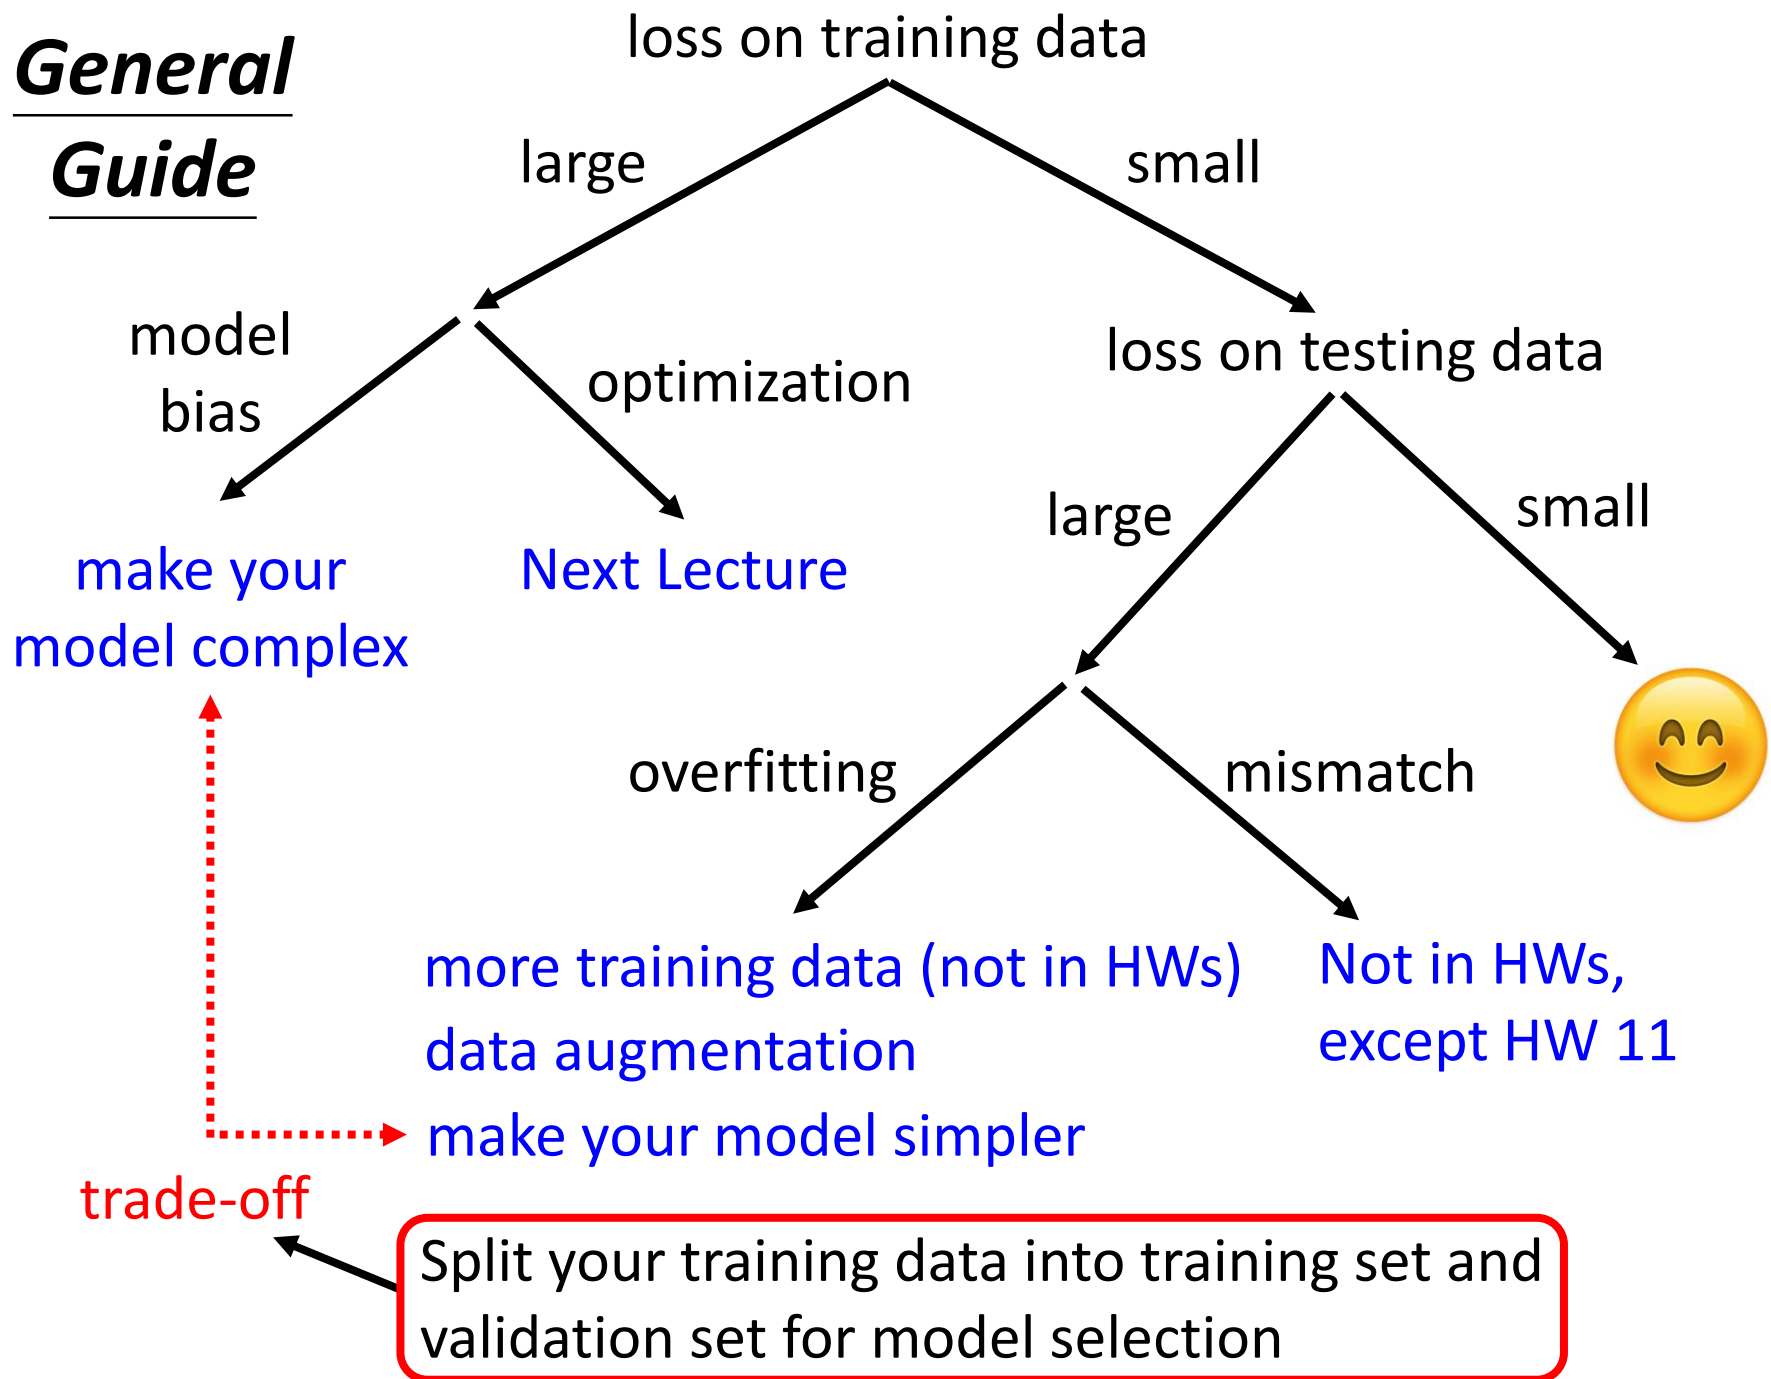 General
Guide
loss on training data
large
small
model
bias
optimization
loss on testing data
make your
model complex
Next Lecture
large
small
overfitting
mismatch
more training data (not in HWs)
data augmentation
make your model simpler
Not in HWs,
except HW 11
trade-off
Split your training data into training set and
validation set for model selection